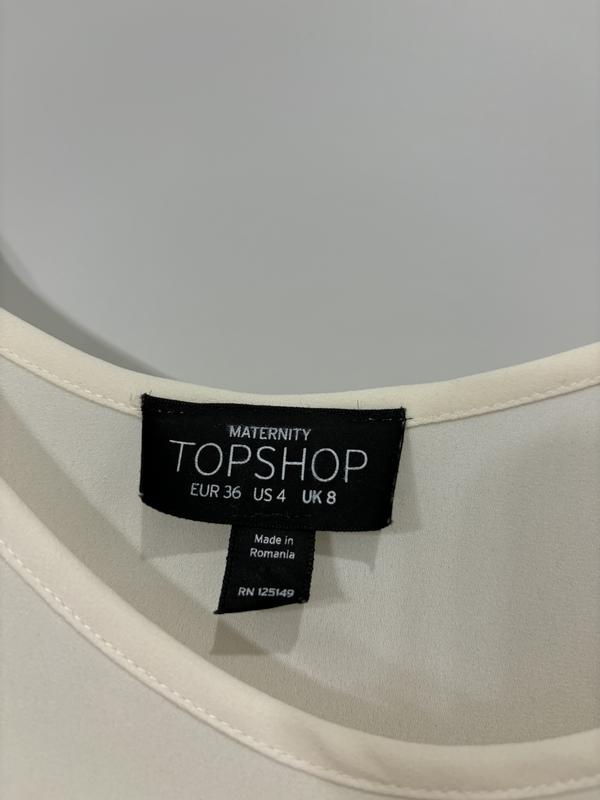 MATERNITY
TOPSHOP
EUR 36 US 4 UK 8
Made in
Romania
RN 125149